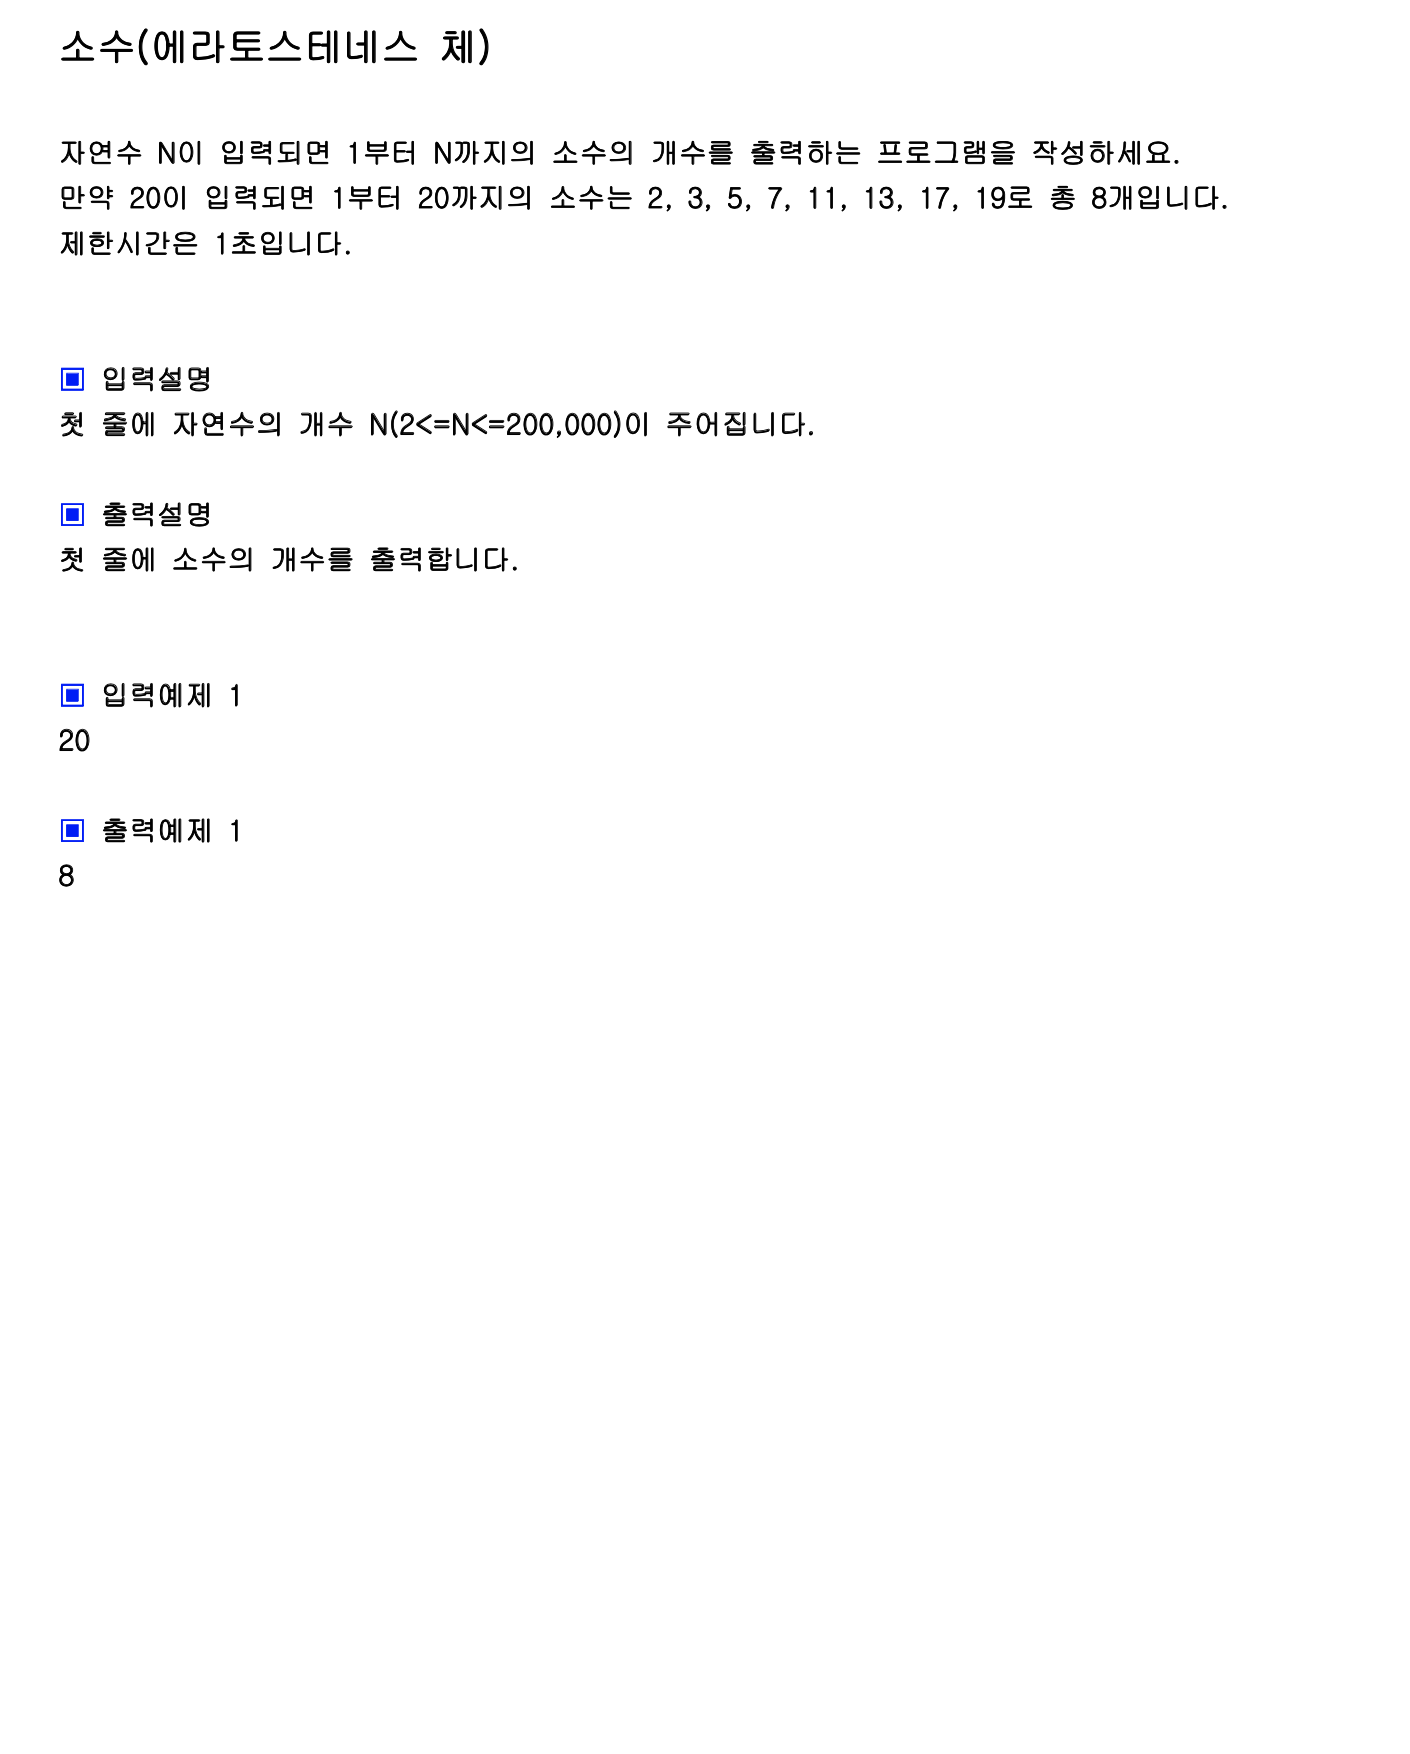 소수(에라토스테네스 체)
자연수 N이 입력되면 1부터 N까지의 소수의 개수를 출력하는 프로그램을 작성하세요.
만약 20이 입력되면 1부터 20까지의 소수는 2, 3, 5, 7, 11, 13, 17, 19로 총 8개입니다.
제한시간은 1초입니다.
▣ 입력설명
첫 줄에 자연수의 개수 N(2<=N<=200,000)이 주어집니다.
▣ 출력설명
첫 줄에 소수의 개수를 출력합니다.
▣ 입력예제 1
20
▣ 출력예제 1
8